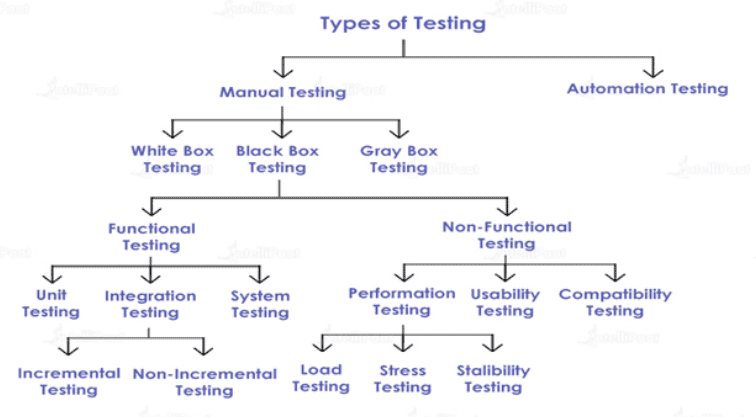 Types of Testing
Manual Testing
Automation Testing
White Box
Testing
Black Box
Testing
Gray Box
Testing
Functional
Testing
Non-Functional
Testing
Unit
Testing
Integration
Testing
System
Testing
Performation
Testing
Usability
Testing
Compatibility
Testing
Incremental
Testing
Non-Incremental
Testing
Load
Testing
Stress
Testing
Stalibility
Testing